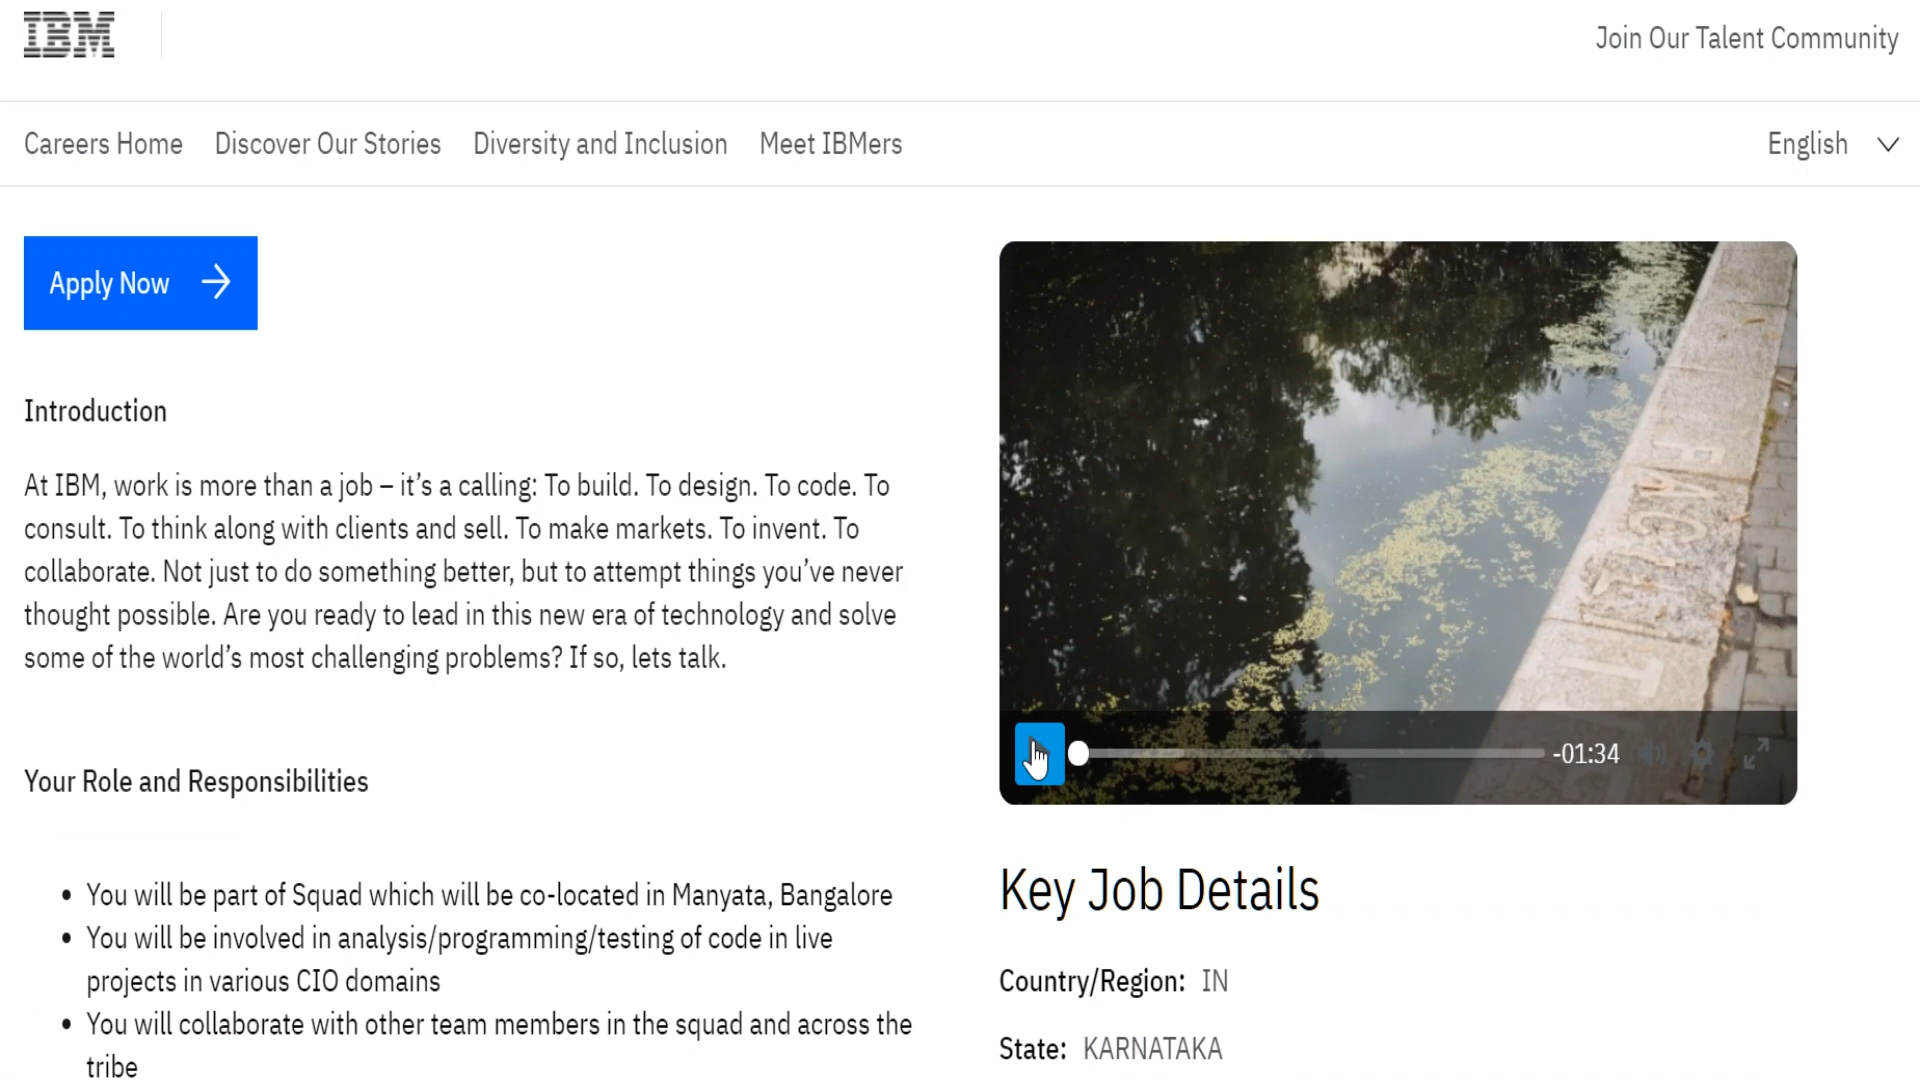 IBM
Join Our Talent Community
Careers Home Discover Our Stories Diversity and Inclusion Meet IBMers English
Apply Now
Introduction
At IBM, work is more than a job – it’s a calling: To build. To design. To code. To
consult. To think along with clients and sell. To make markets. To invent. To
collaborate. Not just to do something better, but to attempt things you’ve never
thought possible. Are you ready to lead in this new era of technology and solve
some of the world’s most challenging problems? If so, lets talk.
Your Role and Responsibilities
• You will be part of Squad which will be co-located in Manyata, Bangalore
• You will be involved in analysis/programming/testing of code in live
projects in various CIO domains
• You will collaborate with other team members in the squad and across the
tribe
-01:34
Key Job Details
Country/Region: IN
State: KARNATAKA